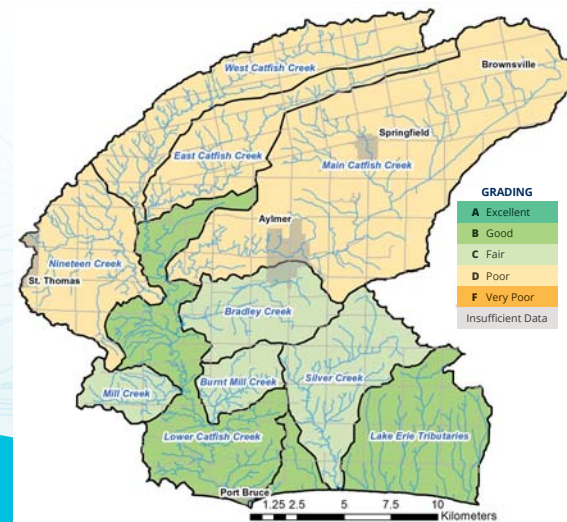 West Catfish Creek
Brownsville
Springfield
East Catfish Creek
Main Catfish Creek
GRADING
A Excellent
B Good
C Fair
D Poor
F Very Poor
Insufficient Data
Aylmer
Nineteen Creek
St. Thomas
Bradley Creek
Mill Creek
Burnt Mill Creek
Silver Creek
Lower Catfish Creek
Lake Erie Tributaries
Port Bruce
0 1.25 2.5 5 7.5 10
Kilometers